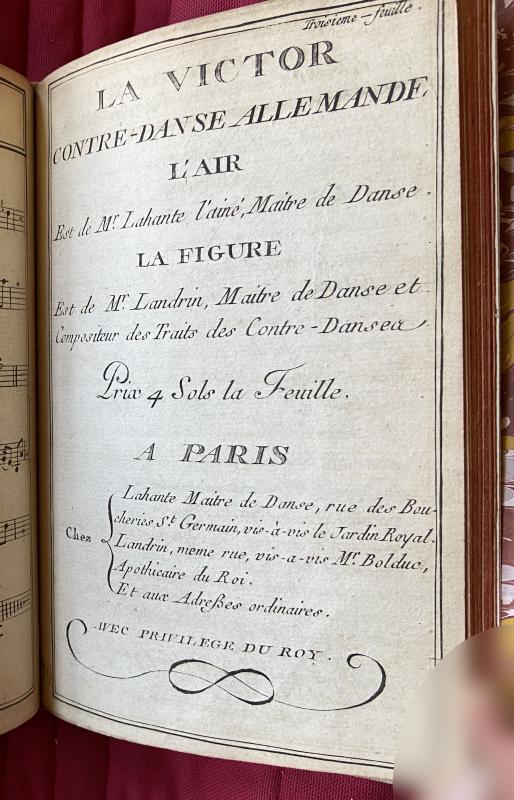 Troisieme feuille.
LA VICTOR
CONTRE-DANSE ALLEMANDE,
L'AIR
Est de Mr. Lahante l'ainé, Maitre de Danse.
LA FIGURE
Est de Mr. Landrin, Maitre de Danse et
Compositeur des Traits des Contre-Danses.
Prix 4 Sols la Feuille.
A PARIS
Chez
Lahante Maitre de Danse, rue des Bou-
cheries St. Germain, vis-à-vis le Jardin Royal.
Landrin, meme rue, vis-a-vis Mr. Bolduc,
Apothicaire du Roi.
Et aux Adreßes ordinaires.
AVEC PRIVILEGE DU ROY.